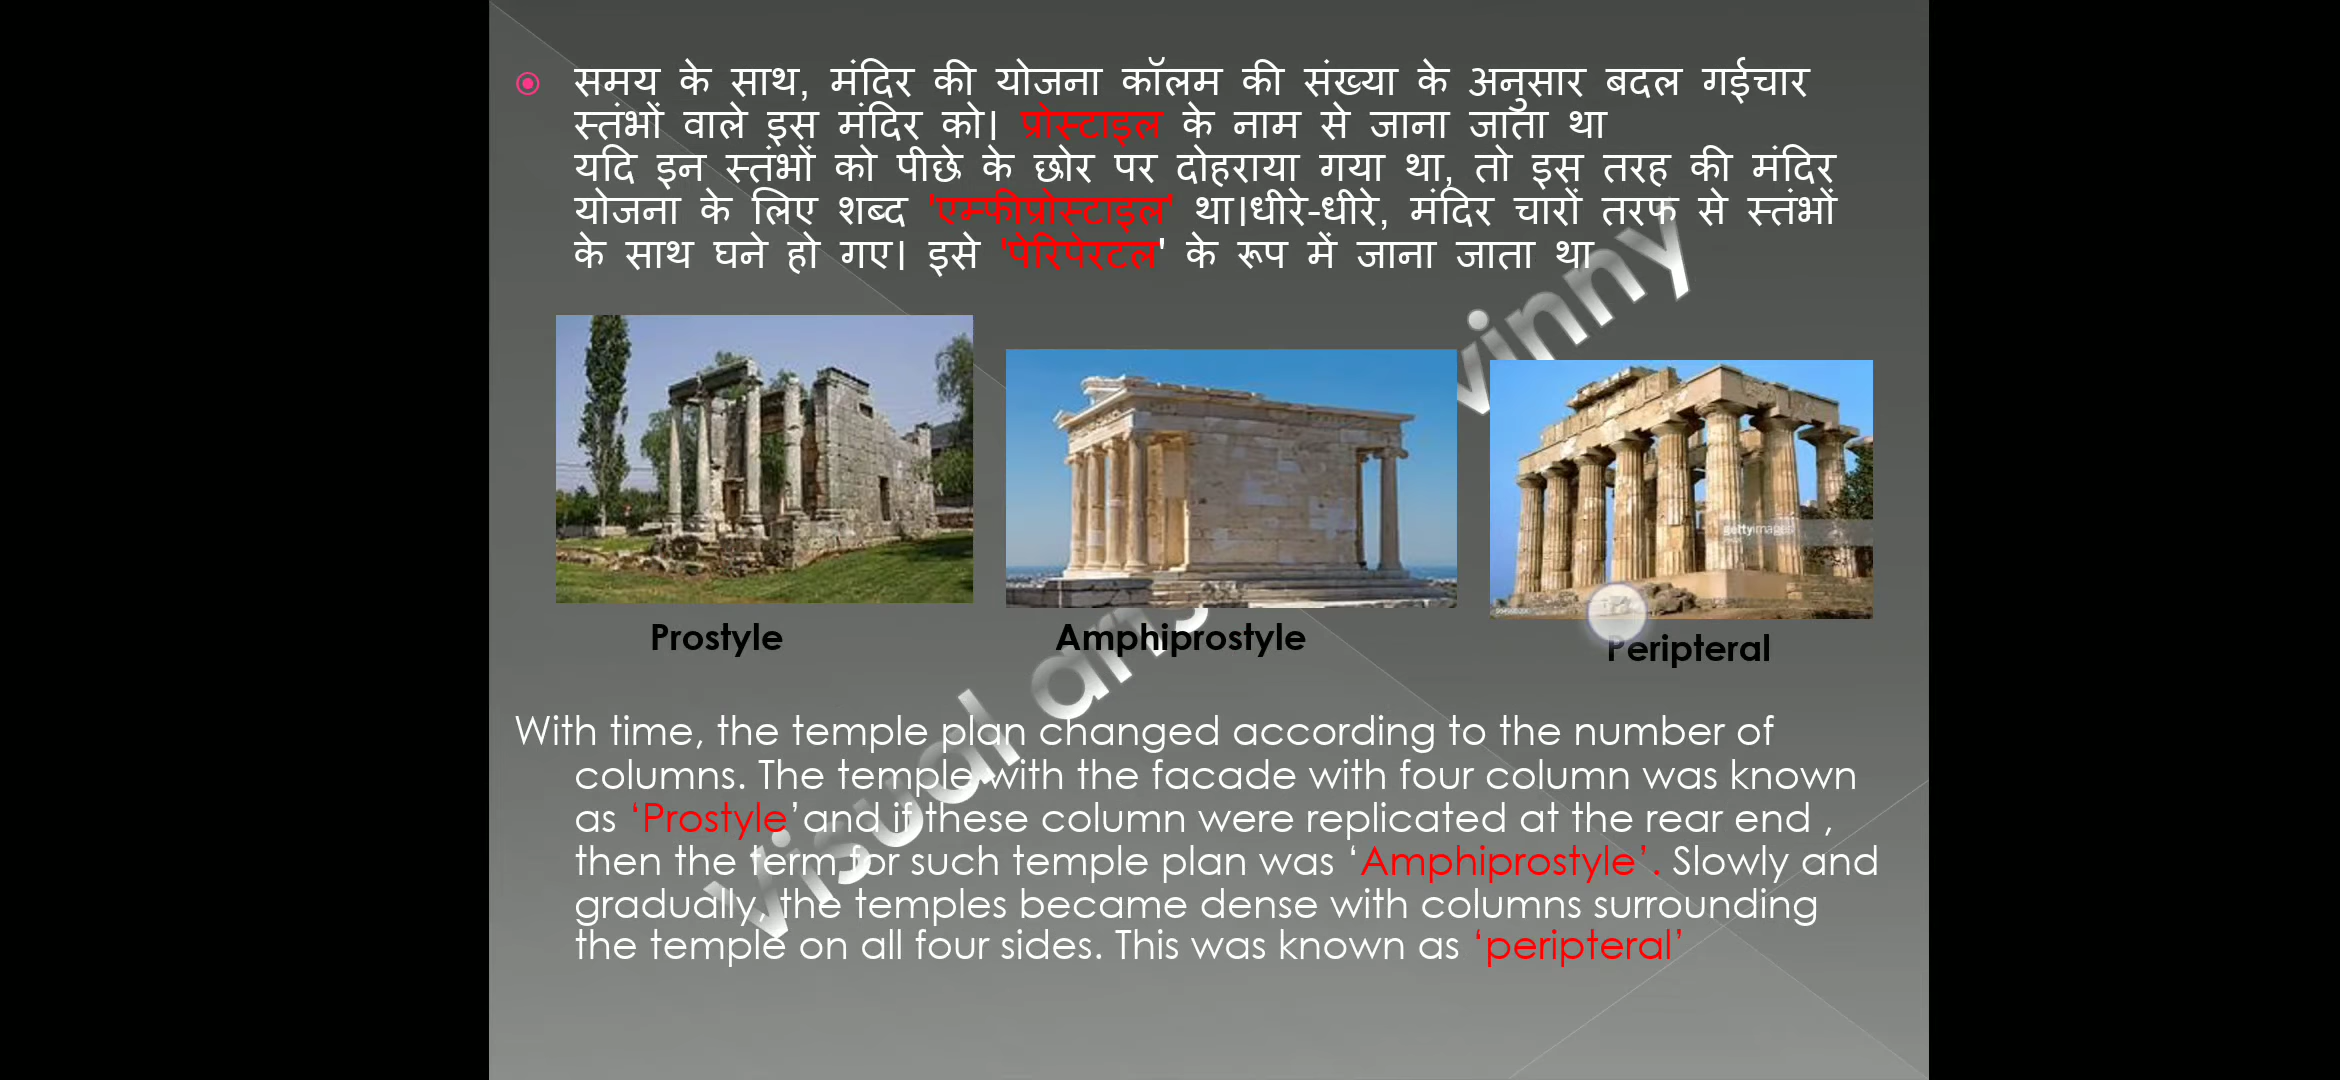 समय के साथ, मंदिर की योजना कॉलम की संख्या के अनुसार बदल गईचार
स्तंभों वाले इस मंदिर को। प्रोस्टाइल के नाम से जाना जाता था
यदि इन स्तंभों को पीछे के छोर पर दोहराया गया था, तो इस तरह की मंदिर
योजना के लिए शब्द 'एम्फीप्रोस्टाइल' था।धीरे-धीरे, मंदिर चारों तरफ से स्तंभों
के साथ घने हो गए। इसे 'पेरिपेरटल' के रूप में जाना जाता था
gettyimages
Prostyle
Amphiprostyle
Peripteral
With time, the temple plan changed according to the number of
columns. The temple with the facade with four column was known
as ‘Prostyle’and if these column were replicated at the rear end ,
then the term for such temple plan was ‘Amphiprostyle’. Slowly and
gradually, the temples became dense with columns surrounding
the temple on all four sides. This was known as ‘peripteral’
visual
vinny